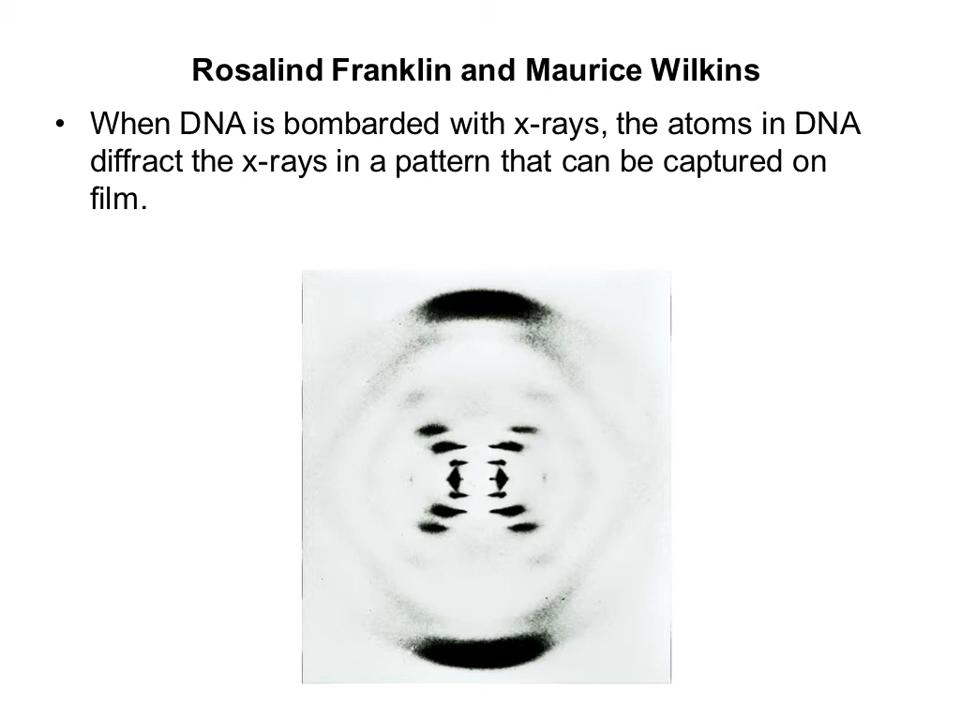 Rosalind Franklin and Maurice Wilkins
• When DNA is bombarded with x-rays, the atoms in DNA
diffract the x-rays in a pattern that can be captured on
film.